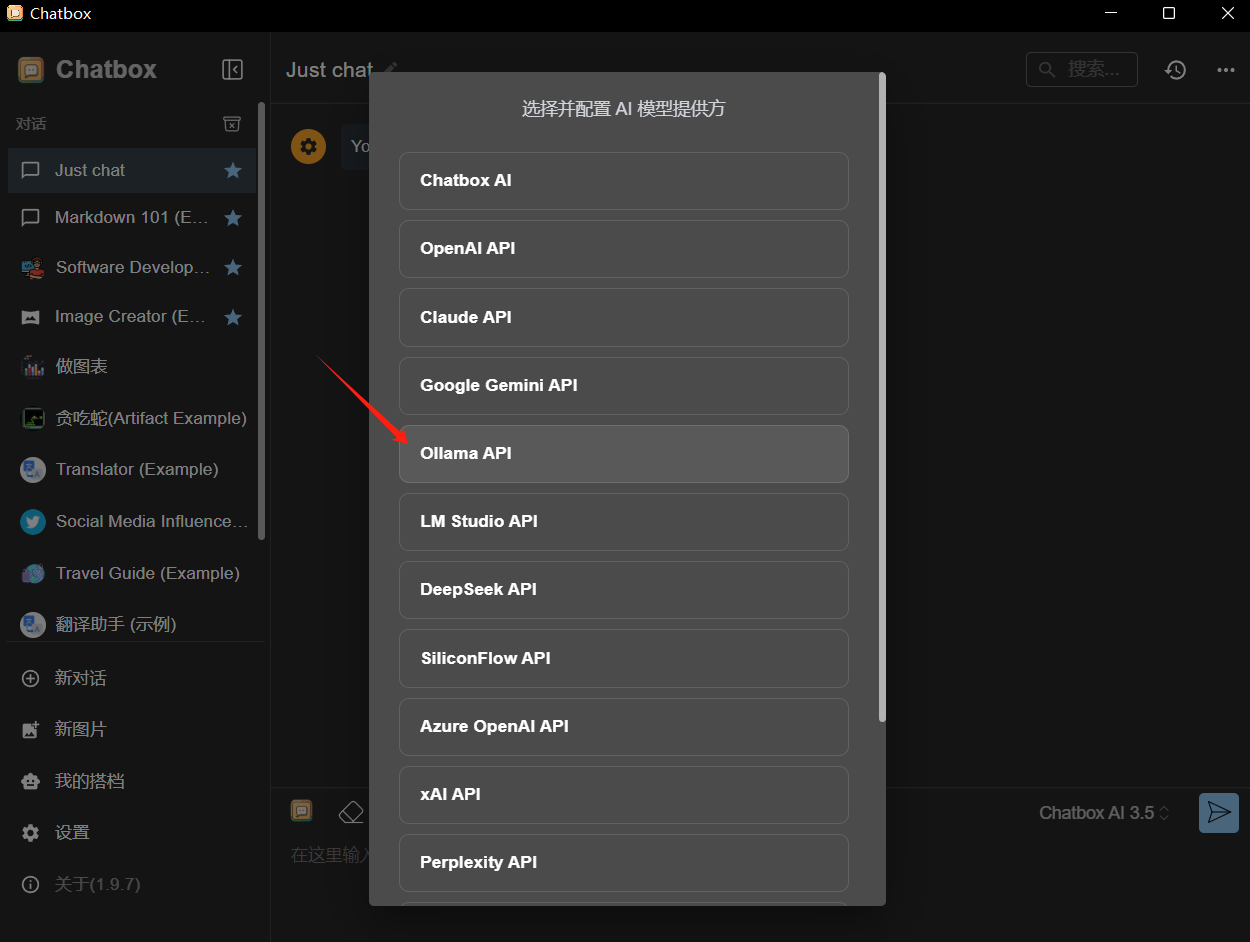 Chatbox
Chatbox
对话
Just chat
Markdown 101 (E...
Software Develop...
Image Creator (E...
做图表
贪吃蛇(Artifact Example)
Translator (Example)
Social Media Influence...
Travel Guide (Example)
翻译助手 (示例)
新对话
新图片
我的搭档
设置
关于(1.9.7)
Just chat
搜索...
Yo
选择并配置 AI 模型提供方
Chatbox AI
OpenAI API
Claude API
Google Gemini API
Ollama API
LM Studio API
DeepSeek API
SiliconFlow API
Azure OpenAI API
xAI API
Perplexity API
Chatbox AI 3.5
在这里输入